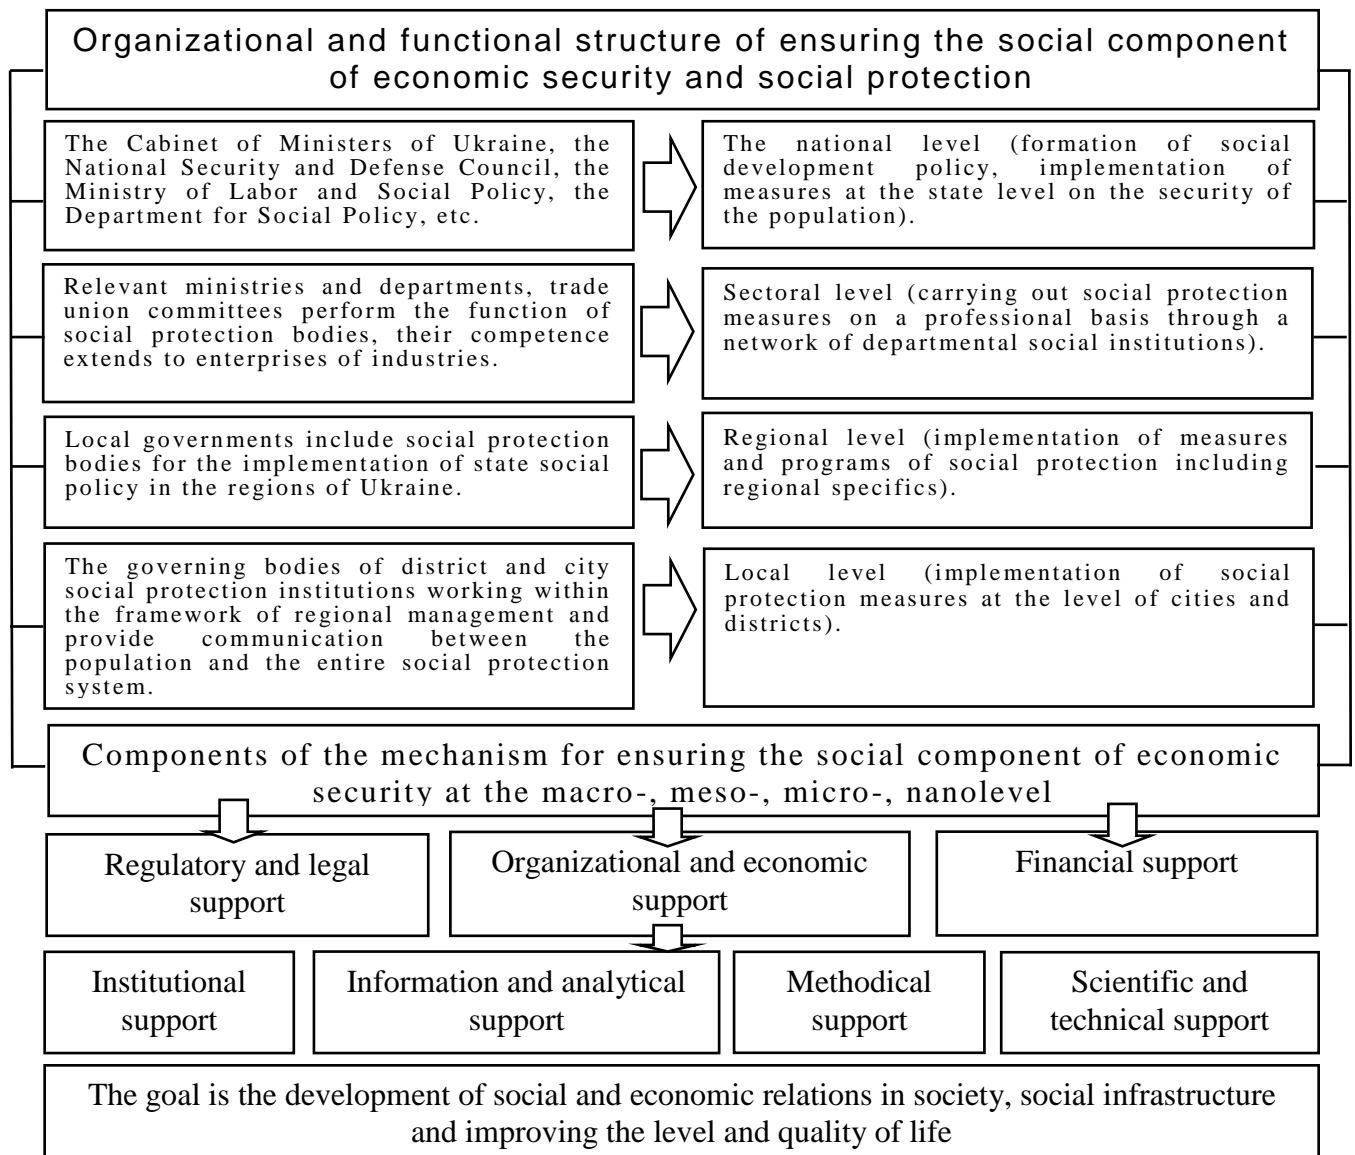 Organizational and functional structure of ensuring the social component
of economic security and social protection
The Cabinet of Ministers of Ukraine, the
National Security and Defense Council, the
Ministry of Labor and Social Policy, the
Department for Social Policy, etc.
The national level (formation of social
development policy, implementation of
measures at the state level on the security of
the population).
Relevant ministries and departments, trade
union committees perform the function of
social protection bodies, their competence
extends to enterprises of industries.
Sectoral level (carrying out social protection
measures on a professional basis through a
network of departmental social institutions).
Local governments include social protection
bodies for the implementation of state social
policy in the regions of Ukraine.
Regional level (implementation of measures
and programs of social protection including
regional specifics).
The governing bodies of district and city
social protection institutions working within
the framework of regional management and
provide communication between the
population and the entire social protection
system.
Local level (implementation of social
protection measures at the level of cities and
districts).
Components of the mechanism for ensuring the social component of economic
security at the macro-, meso-, micro-, nanolevel
Regulatory and legal
support
Organizational and economic
support
Financial support
Institutional
support
Information and analytical
support
Methodical
support
Scientific and
technical support
The goal is the development of social and economic relations in society, social infrastructure
and improving the level and quality of life